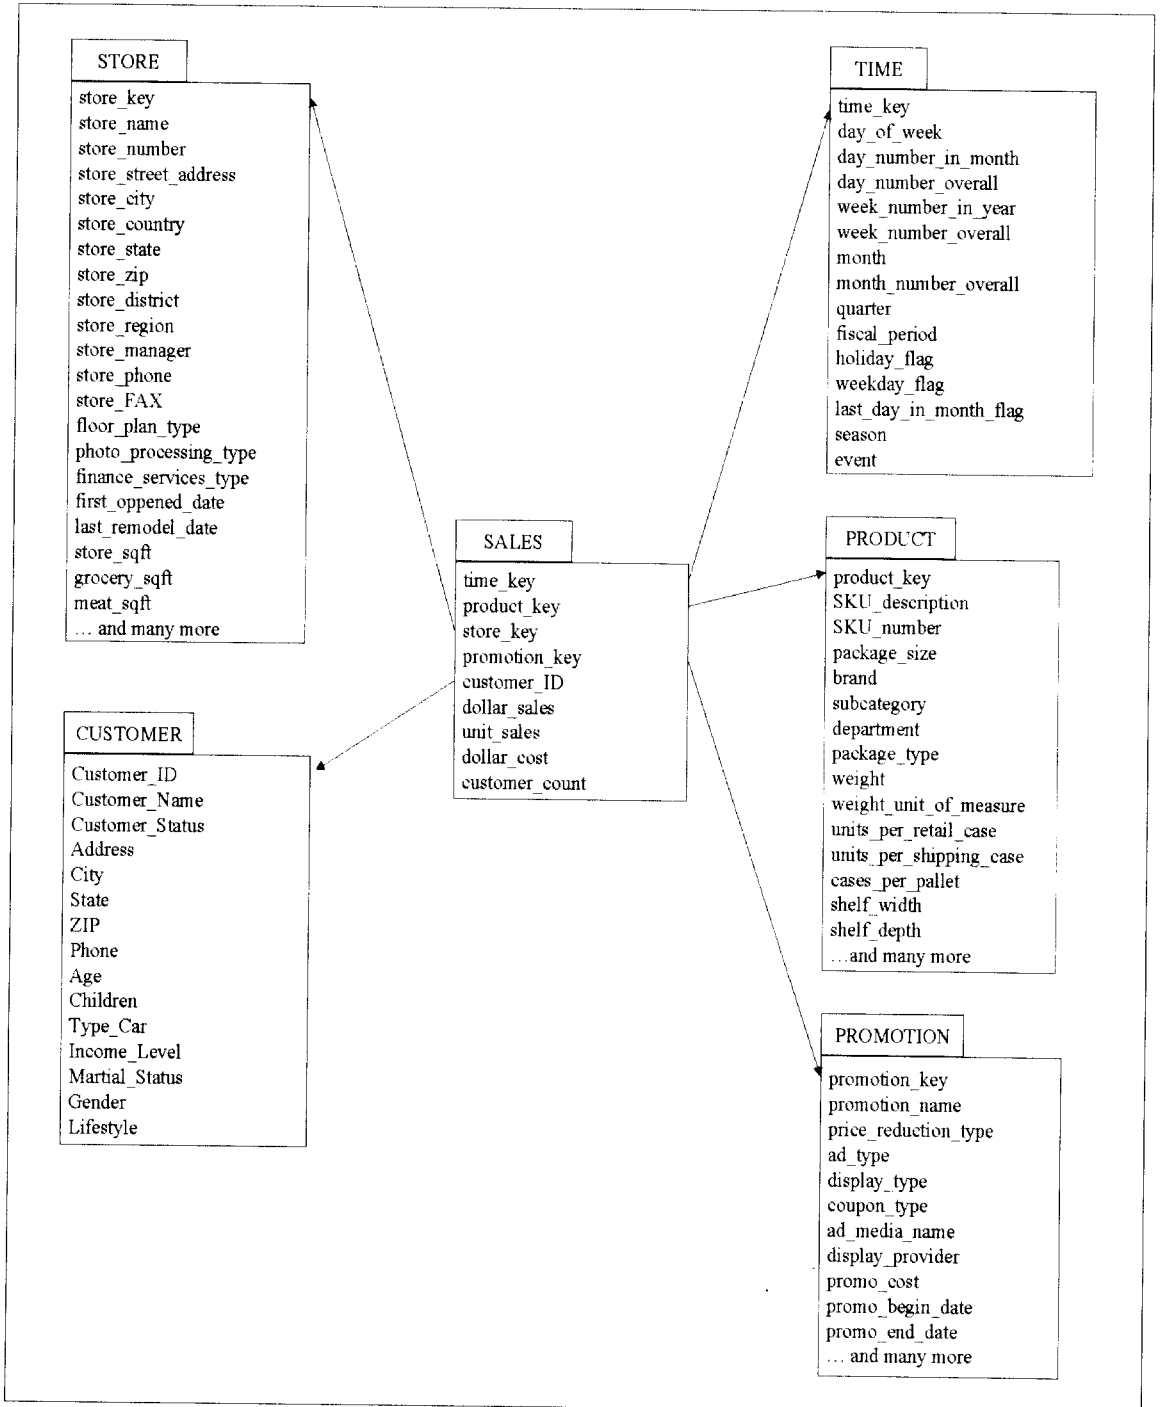 STORE
store_key
store_name
store_number
store_street_address
store_city
store_country
store_state
store_zip
store_district
store_region
store_manager
store_phone
store_FAX
floor_plan_type
photo_processing_type
finance_services_type
first_oppened_date
last_remodel_date
store_sqft
grocery_sqft
meat_sqft
... and many more
CUSTOMER
Customer_ID
Customer_Name
Customer_Status
Address
City
State
ZIP
Phone
Age
Children
Type_Car
Income_Level
Martial_Status
Gender
Lifestyle
SALES
time_key
product_key
store_key
promotion_key
customer_ID
dollar_sales
unit_sales
dollar_cost
customer_count
TIME
time_key
day_of_week
day_number_in_month
day_number_overall
week_number_in_year
week_number_overall
month
month_number_overall
quarter
fiscal_period
holiday_flag
weekday_flag
last_day_in_month_flag
season
event
PRODUCT
product_key
SKU_description
SKU_number
package_size
brand
subcategory
department
package_type
weight
weight_unit_of_measure
units_per_retail_case
units_per_shipping_case
cases_per_pallet
shelf_width
shelf_depth
...and many more
PROMOTION
promotion_key
promotion_name
price_reduction_type
ad_type
display_type
coupon_type
ad_media_name
display_provider
promo_cost
promo_begin_date
promo_end_date
... and many more